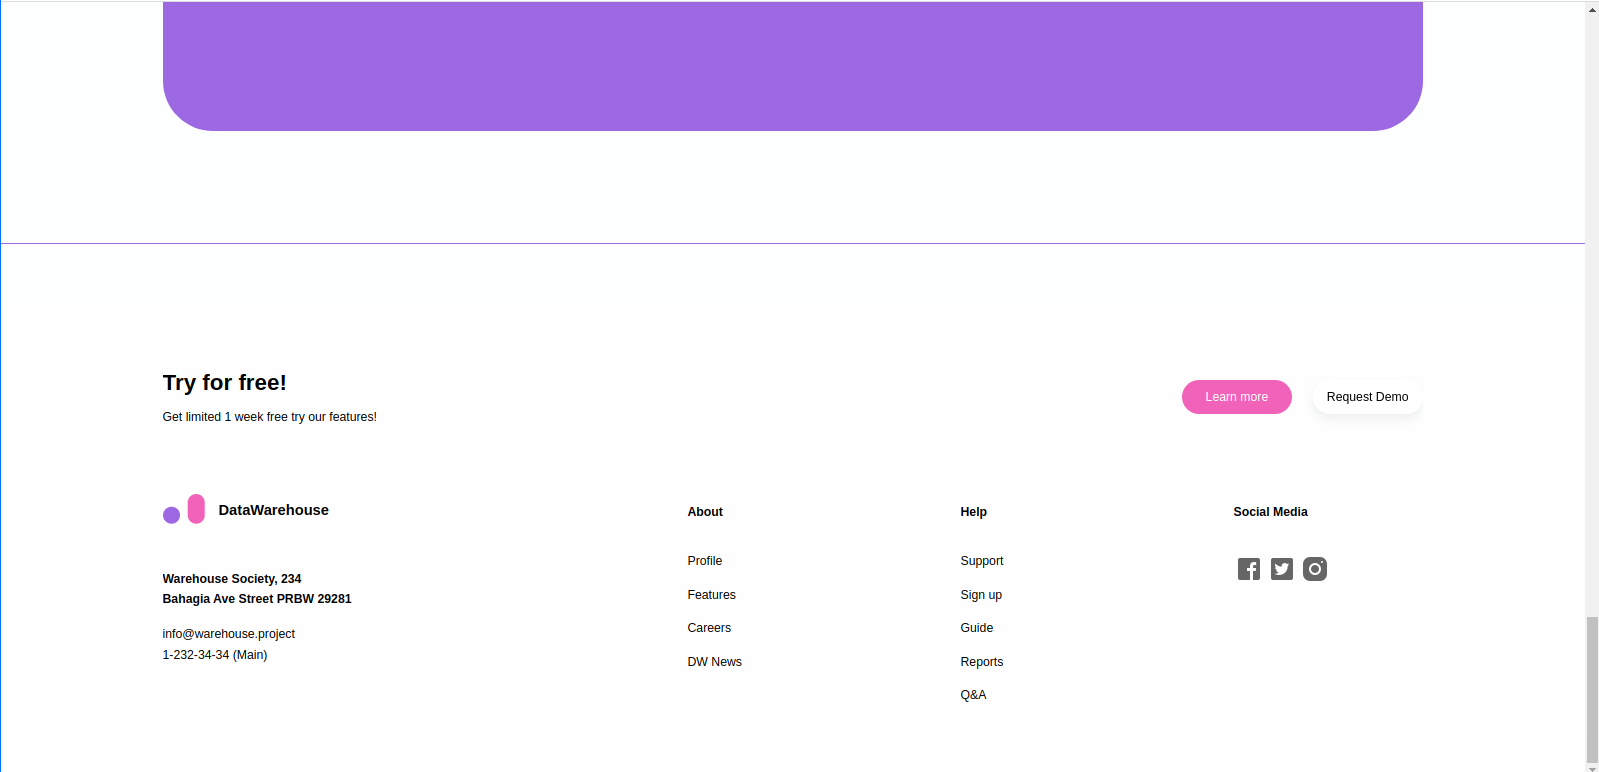 Try for free!
Get limited 1 week free try our features!
Learn more
Request Demo
DataWarehouse
Warehouse Society, 234
Bahagia Ave Street PRBW 29281
info@warehouse.project
1-232-34-34 (Main)
About
Profile
Features
Careers
DW News
Help
Support
Sign up
Guide
Reports
Q&A
Social Media